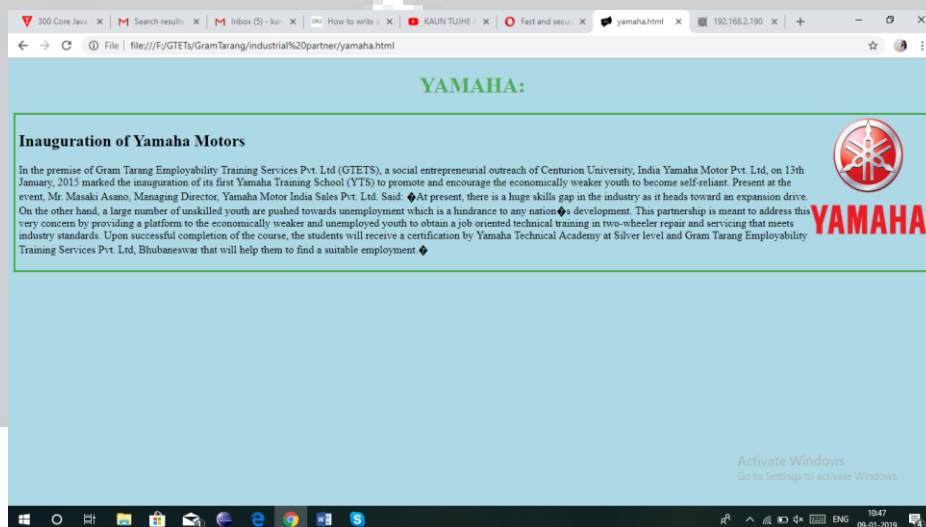 300 Core Java
Search results
Inbox (5) - kar
How to write a
KAUN TUJHE
Fast and secur
yamaha.html
192.168.2.190
File | file:///F:/GTETs/GramTarang/industrial%20partner/yamaha.html
YAMAHA:
Inauguration of Yamaha Motors
In the premise of Gram Tarang Employability Training Services Pvt. Ltd (GTETS), a social entrepreneurial outreach of Centurion University, India Yamaha Motor Pvt. Ltd, on 13th
January, 2015 marked the inauguration of its first Yamaha Training School (YTS) to promote and encourage the economically weaker youth to become self-reliant. Present at the
event, Mr. Masaki Asano, Managing Director, Yamaha Motor India Sales Pvt. Ltd. Said: �At present, there is a huge skills gap in the industry as it heads toward an expansion drive.
On the other hand, a large number of unskilled youth are pushed towards unemployment which is a hindrance to any nation�s development. This partnership is meant to address this
very concern by providing a platform to the economically weaker and unemployed youth to obtain a job oriented technical training in two-wheeler repair and servicing that meets
industry standards. Upon successful completion of the course, the students will receive a certification by Yamaha Technical Academy at Silver level and Gram Tarang Employability
Training Services Pvt. Ltd, Bhubaneswar that will help them to find a suitable employment.�
YAMAHA
Activate Windows
Go to Settings to activate Windows.
ENG
10:47
09-01-2019